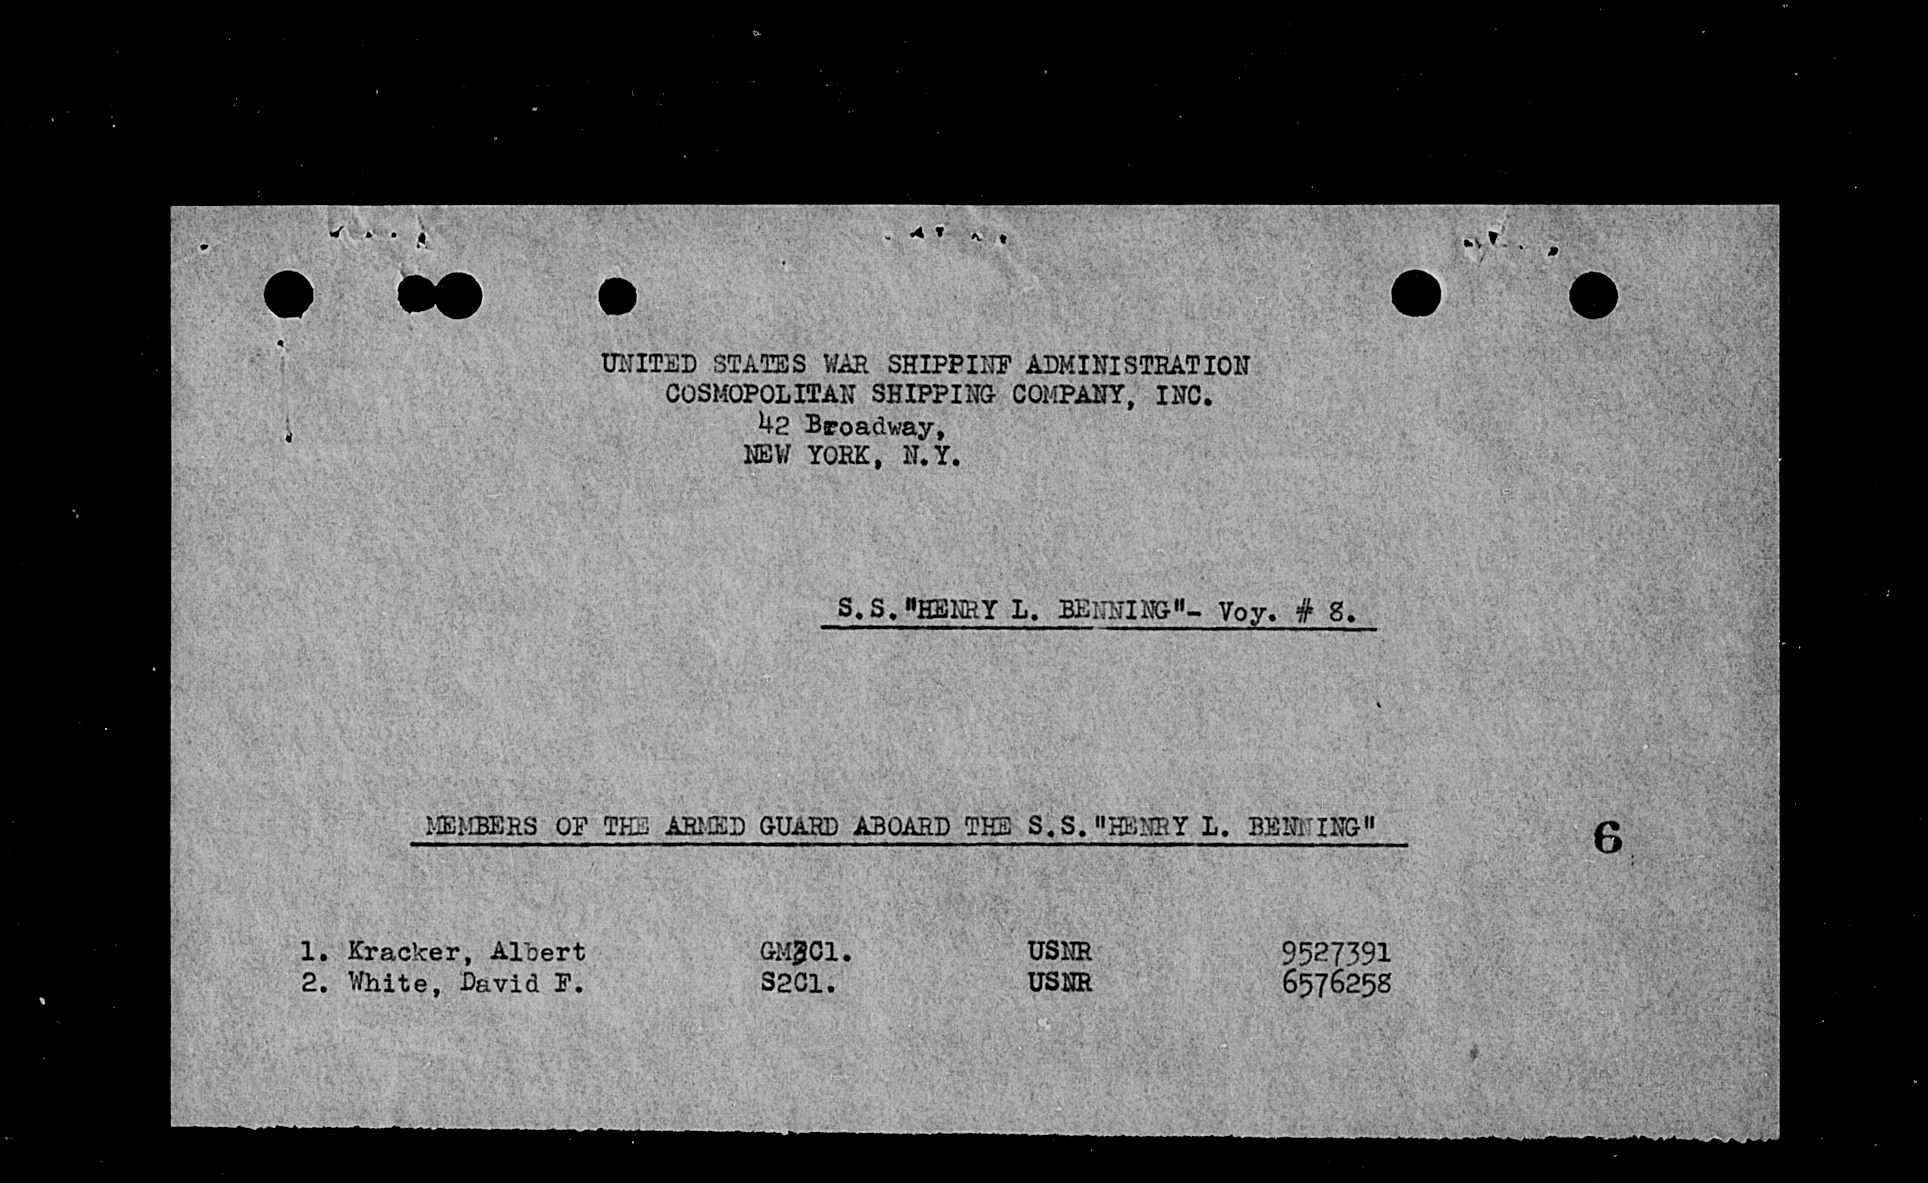 UNITED STATES WAR SHIPPINF ADMINISTRATION
COSMOPOLITAN SHIPPING COMPANY, INC.
42 Broadway,
NEW YORK, N.Y.
S.S."HENRY L. BENNING"- Voy. # 8.
MEMBERS OF THE ARMED GUARD ABOARD THE S.S."HENRY L. BENNING"
6
1. Kracker, Albert GM3Cl. USNR 9527391
2. White, David F. S2Cl. USNR 6576258